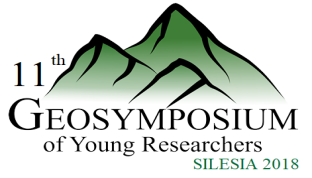 11th
GEOSYMPOSIUM
of Young Researchers
SILESIA 2018